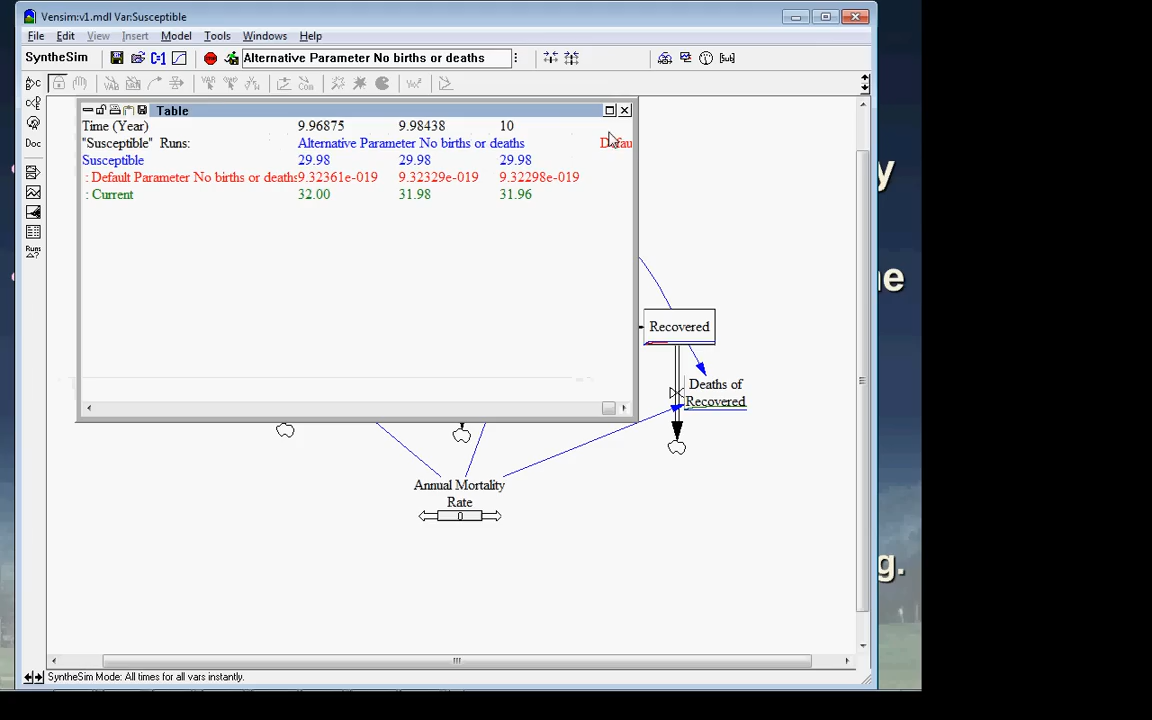 Vensim:v1.mdl Var:Susceptible
File Edit View Insert Model Tools Windows Help
SyntheSim Alternative Parameter No births or deaths
Table
Time (Year) 9.96875 9.98438 10
"Susceptible" Runs: Alternative Parameter No births or deaths Defau
Susceptible 29.98 29.98 29.98
: Default Parameter No births or deaths 9.32361e-019 9.32329e-019 9.32298e-019
: Current 32.00 31.98 31.96
Doc
Runs
Recovered
Deaths of
Recovered
Annual Mortality
Rate
0
y
e
g.
SyntheSim Mode: All times for all vars instantly.